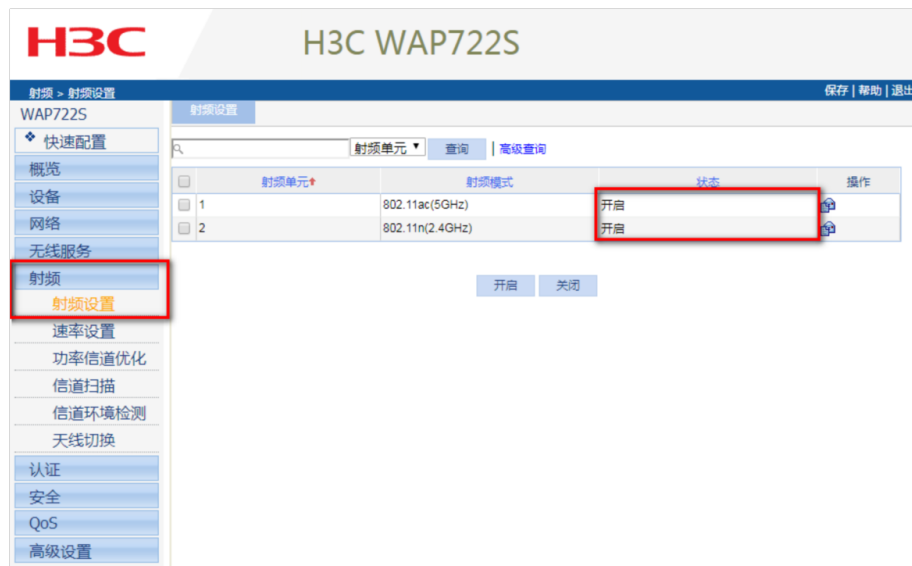 H3C
H3C WAP722S
射频 > 射频设置
保存 | 帮助 | 退出
WAP722S
射频设置
快速配置
射频单元
查询
| 高级查询
概览
射频单元
射频模式
状态
操作
设备
1
802.11ac(5GHz)
开启
网络
2
802.11n(2.4GHz)
开启
无线服务
射频
开启
关闭
射频设置
速率设置
功率信道优化
信道扫描
信道环境检测
天线切换
认证
安全
QoS
高级设置